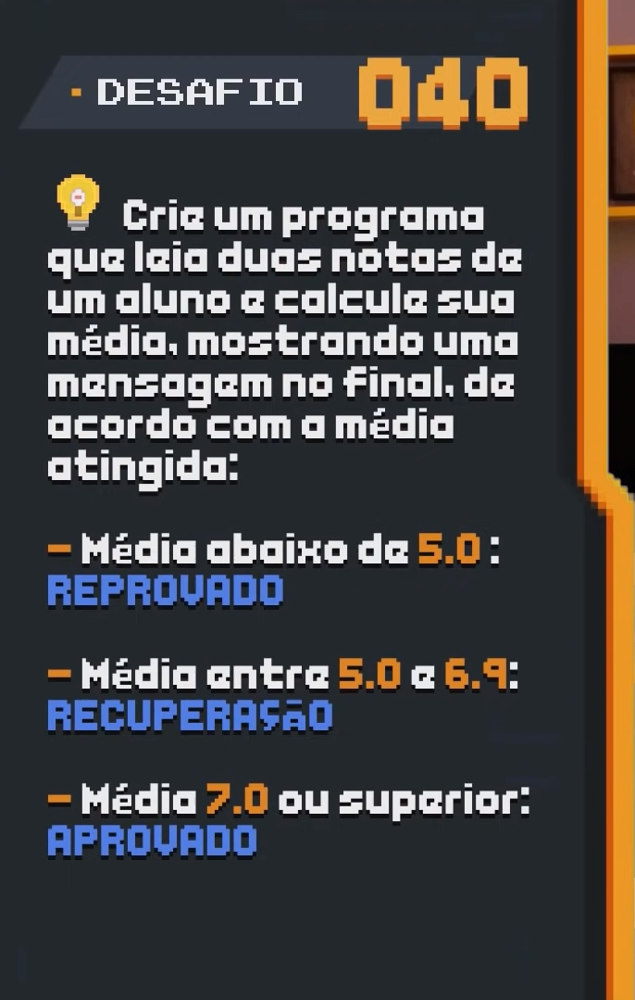 DESAFIO 040
Crie um programa
que leia duas notas de
um aluno e calcule sua
média, mostrando uma
mensagem no final, de
acordo com a média
atingida:
- Média abaixo de 5.0 :
REPROVADO
- Média entre 5.0 e 6.9:
RECUPERAÇÃO
- Média 7.0 ou superior:
APROVADO